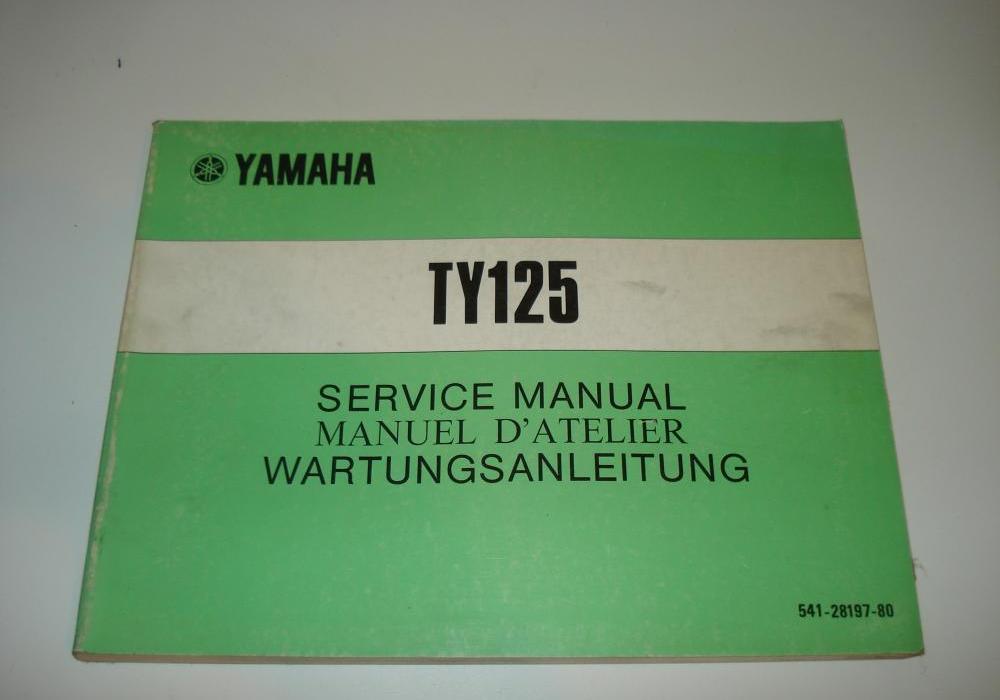 YAMAHA
TY125
SERVICE MANUAL
MANUEL D'ATELIER
WARTUNGSANLEITUNG
541-28197-80